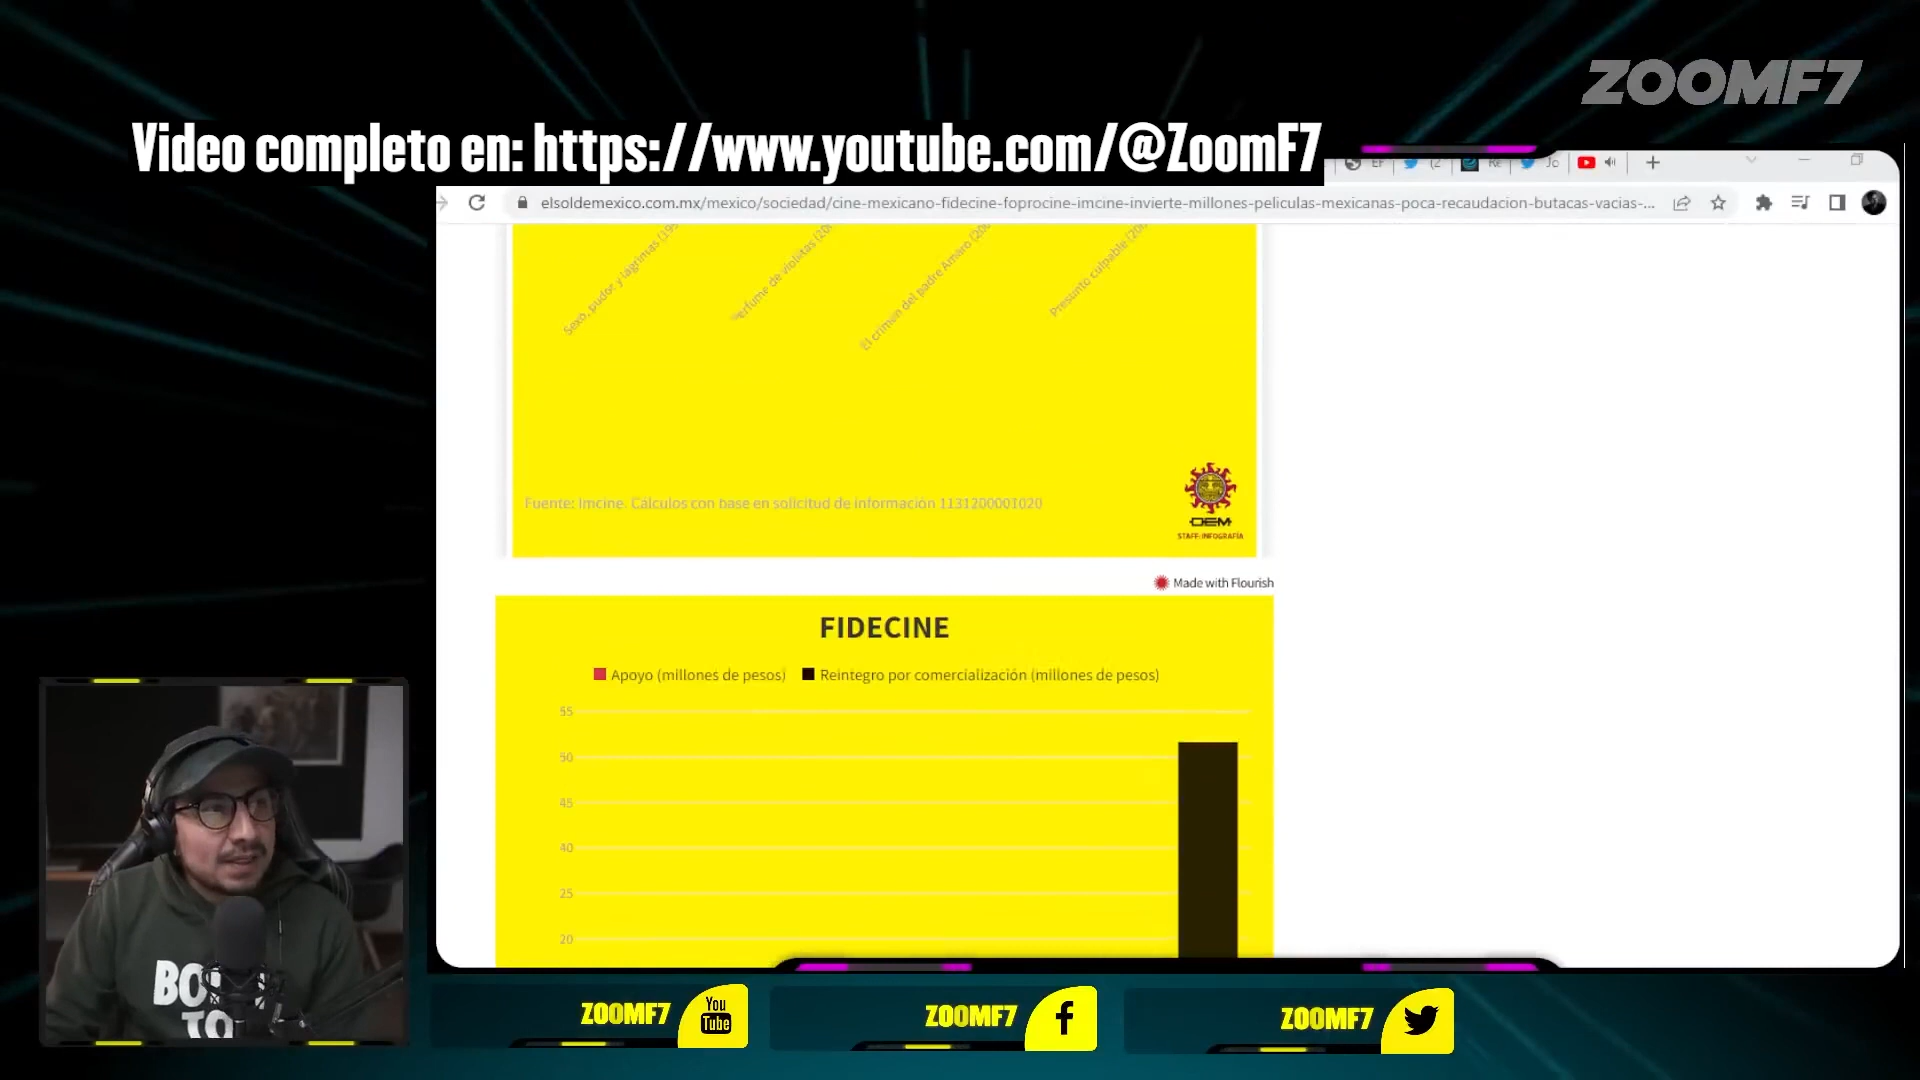 ZOOMF7
Video completo en: https://www.youtube.com/@ZoomF7
elsoldemexico.com.mx/mexico/sociedad/cine-mexicano-fidecine-foprocine-imcine-invierte-millones-peliculas-mexicanas-poca-recaudacion-butacas-vacias-...
Sexo, pudor y lágrimas (199
Perfume de violetas (20
El crimen del padre Amaro (200
Presunto culpable (20
Fuente: Imcine. Cálculos con base en solicitud de información 1131200001020
OEM
STAFF: INFOGRAFÍA
Made with Flourish
FIDECINE
Apoyo (millones de pesos)
Reintegro por comercialización (millones de pesos)
55
50
45
40
25
20
ZOOMF7 You Tube
ZOOMF7
ZOOMF7